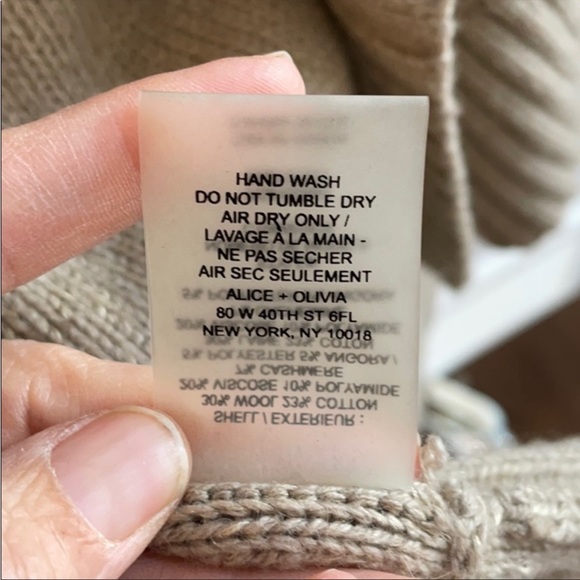 HAND WASH
DO NOT TUMBLE DRY
AIR DRY ONLY /
LAVAGE À LA MAIN -
NE PAS SECHER
AIR SEC SEULEMENT
ALICE + OLIVIA
80 W 40TH ST 6FL
NEW YORK, NY 10018
SHELL / EXTERIEUR :
30% WOOL 23% COTTON
20% VISCOSE 10% POLYAMIDE
7% CASHMERE
5% POLYESTER 5% ANGORA /